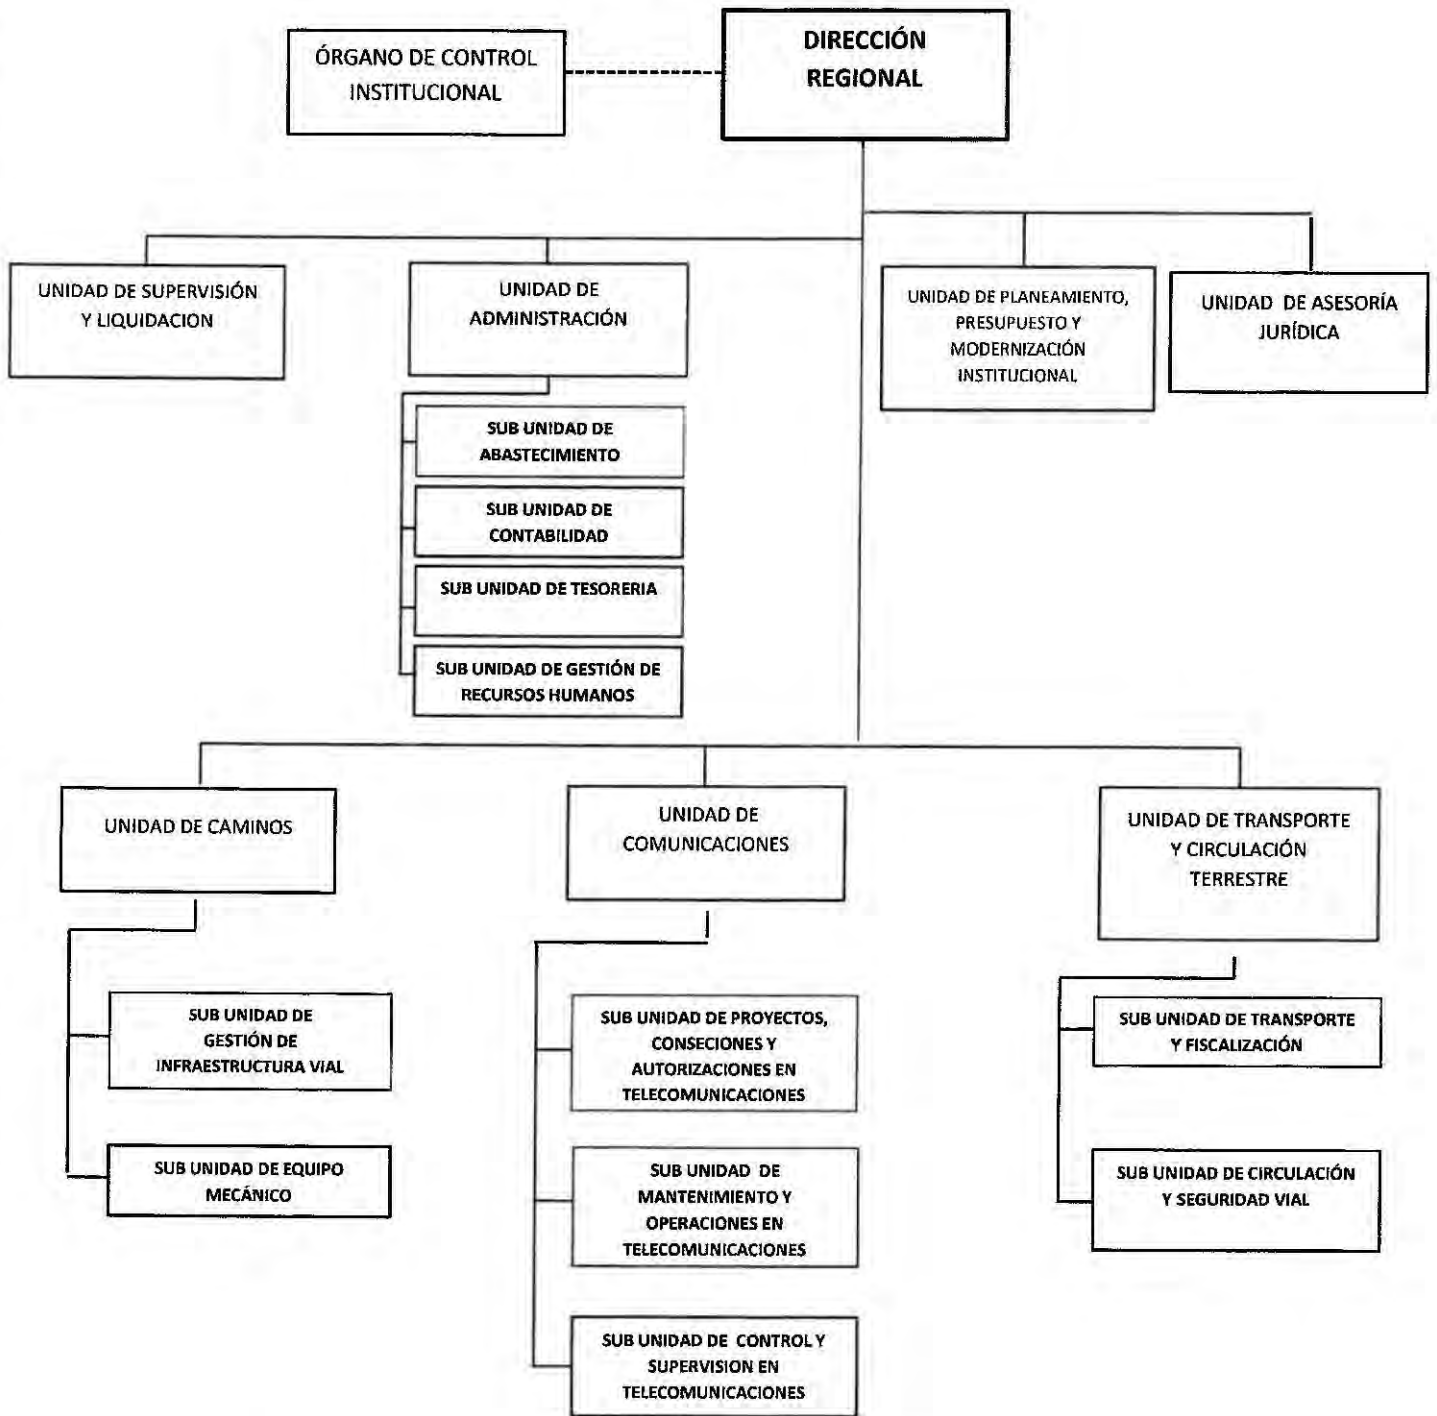 ÓRGANO DE CONTROL
INSTITUCIONAL
DIRECCIÓN
REGIONAL
UNIDAD DE SUPERVISIÓN
Y LIQUIDACION
UNIDAD DE
ADMINISTRACIÓN
UNIDAD DE PLANEAMIENTO,
PRESUPUESTO Y
MODERNIZACIÓN
INSTITUCIONAL
UNIDAD DE ASESORÍA
JURÍDICA
SUB UNIDAD DE
ABASTECIMIENTO
SUB UNIDAD DE
CONTABILIDAD
SUB UNIDAD DE TESORERIA
SUB UNIDAD DE GESTIÓN DE
RECURSOS HUMANOS
UNIDAD DE CAMINOS
UNIDAD DE
COMUNICACIONES
UNIDAD DE TRANSPORTE
Y CIRCULACIÓN
TERRESTRE
SUB UNIDAD DE
GESTIÓN DE
INFRAESTRUCTURA VIAL
SUB UNIDAD DE EQUIPO
MECÁNICO
SUB UNIDAD DE PROYECTOS,
CONSECIONES Y
AUTORIZACIONES EN
TELECOMUNICACIONES
SUB UNIDAD DE
MANTENIMIENTO Y
OPERACIONES EN
TELECOMUNICACIONES
SUB UNIDAD DE CONTROL Y
SUPERVISION EN
TELECOMUNICACIONES
SUB UNIDAD DE TRANSPORTE
Y FISCALIZACIÓN
SUB UNIDAD DE CIRCULACIÓN
Y SEGURIDAD VIAL